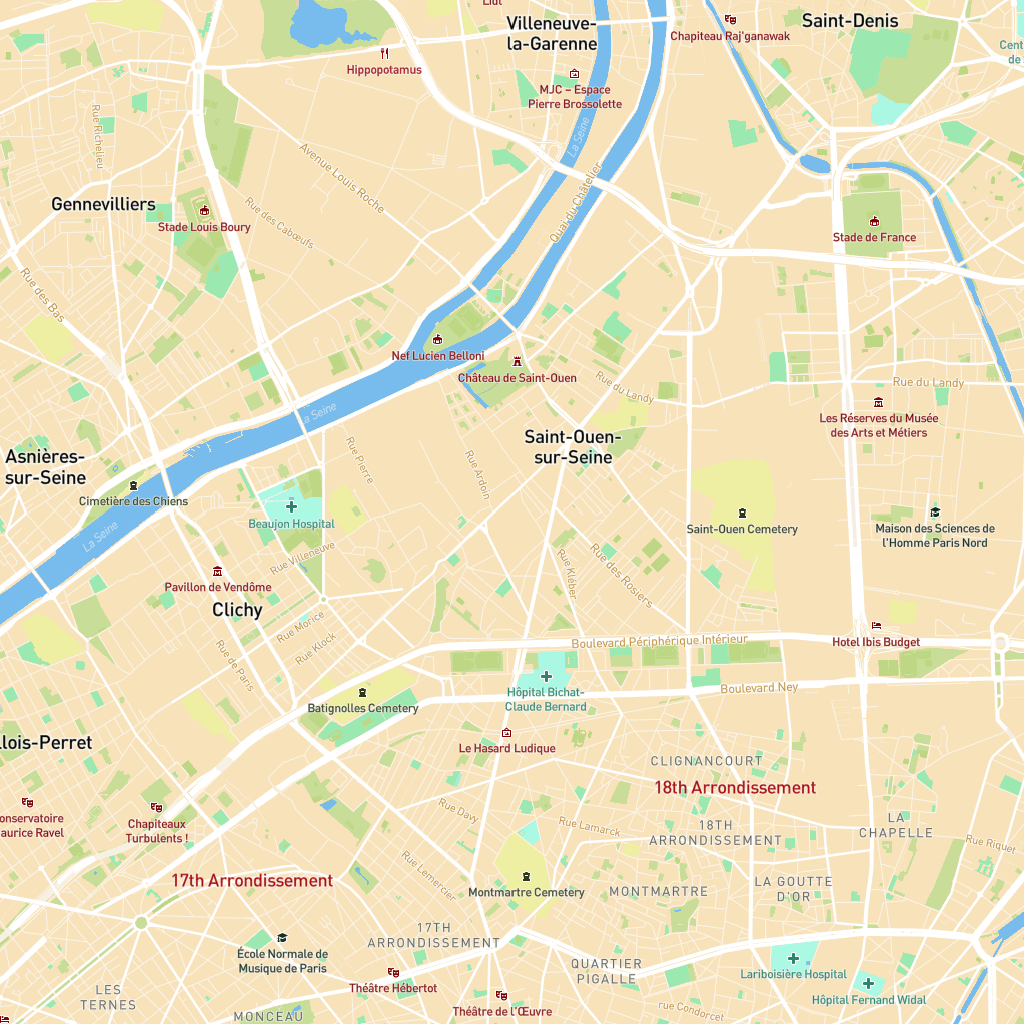 Lidl
Villeneuve-
la-Garenne
Saint-Denis
Chapiteau Raj'ganawak
Hippopotamus
MJC – Espace
Pierre Brossolette
La Seine
Rue Richelieu
Avenue Louis Roche
Quai du Châtelier
Gennevilliers
Rue des Cabœufs
Stade Louis Boury
Stade de France
Rue des Bas
Nef Lucien Belloni
Château de Saint-Ouen
Rue du Landy
Rue du Landy
Les Réserves du Musée
des Arts et Métiers
La Seine
Saint-Ouen-
sur-Seine
Asnières-
sur-Seine
Rue Pierre
Rue Ardoin
Cimetière des Chiens
Beaujon Hospital
Saint-Ouen Cemetery
Maison des Sciences de
l'Homme Paris Nord
La Seine
Rue Villeneuve
Rue Kléber
Rue des Rosiers
Pavillon de Vendôme
Clichy
Rue Morice
Rue Klock
Rue de Paris
Boulevard Périphérique Intérieur
Hotel Ibis Budget
Boulevard Ney
Hôpital Bichat-
Claude Bernard
Batignolles Cemetery
llois-Perret
Le Hasard Ludique
CLIGNANCOURT
18th Arrondissement
onservatoire
aurice Ravel
Chapiteaux
Turbulents !
Rue Davy
Rue Lamarck
18TH
ARRONDISSEMENT
LA
CHAPELLE
Rue Riquet
Rue Lemercier
17th Arrondissement
Montmartre Cemetery
MONTMARTRE
LA GOUTTE
D'OR
17TH
ARRONDISSEMENT
École Normale de
Musique de Paris
QUARTIER
PIGALLE
Lariboisière Hospital
Théâtre Hébertot
Hôpital Fernand Widal
LES
TERNES
MONCEAU
Théâtre de l'Œuvre
rue Condorcet